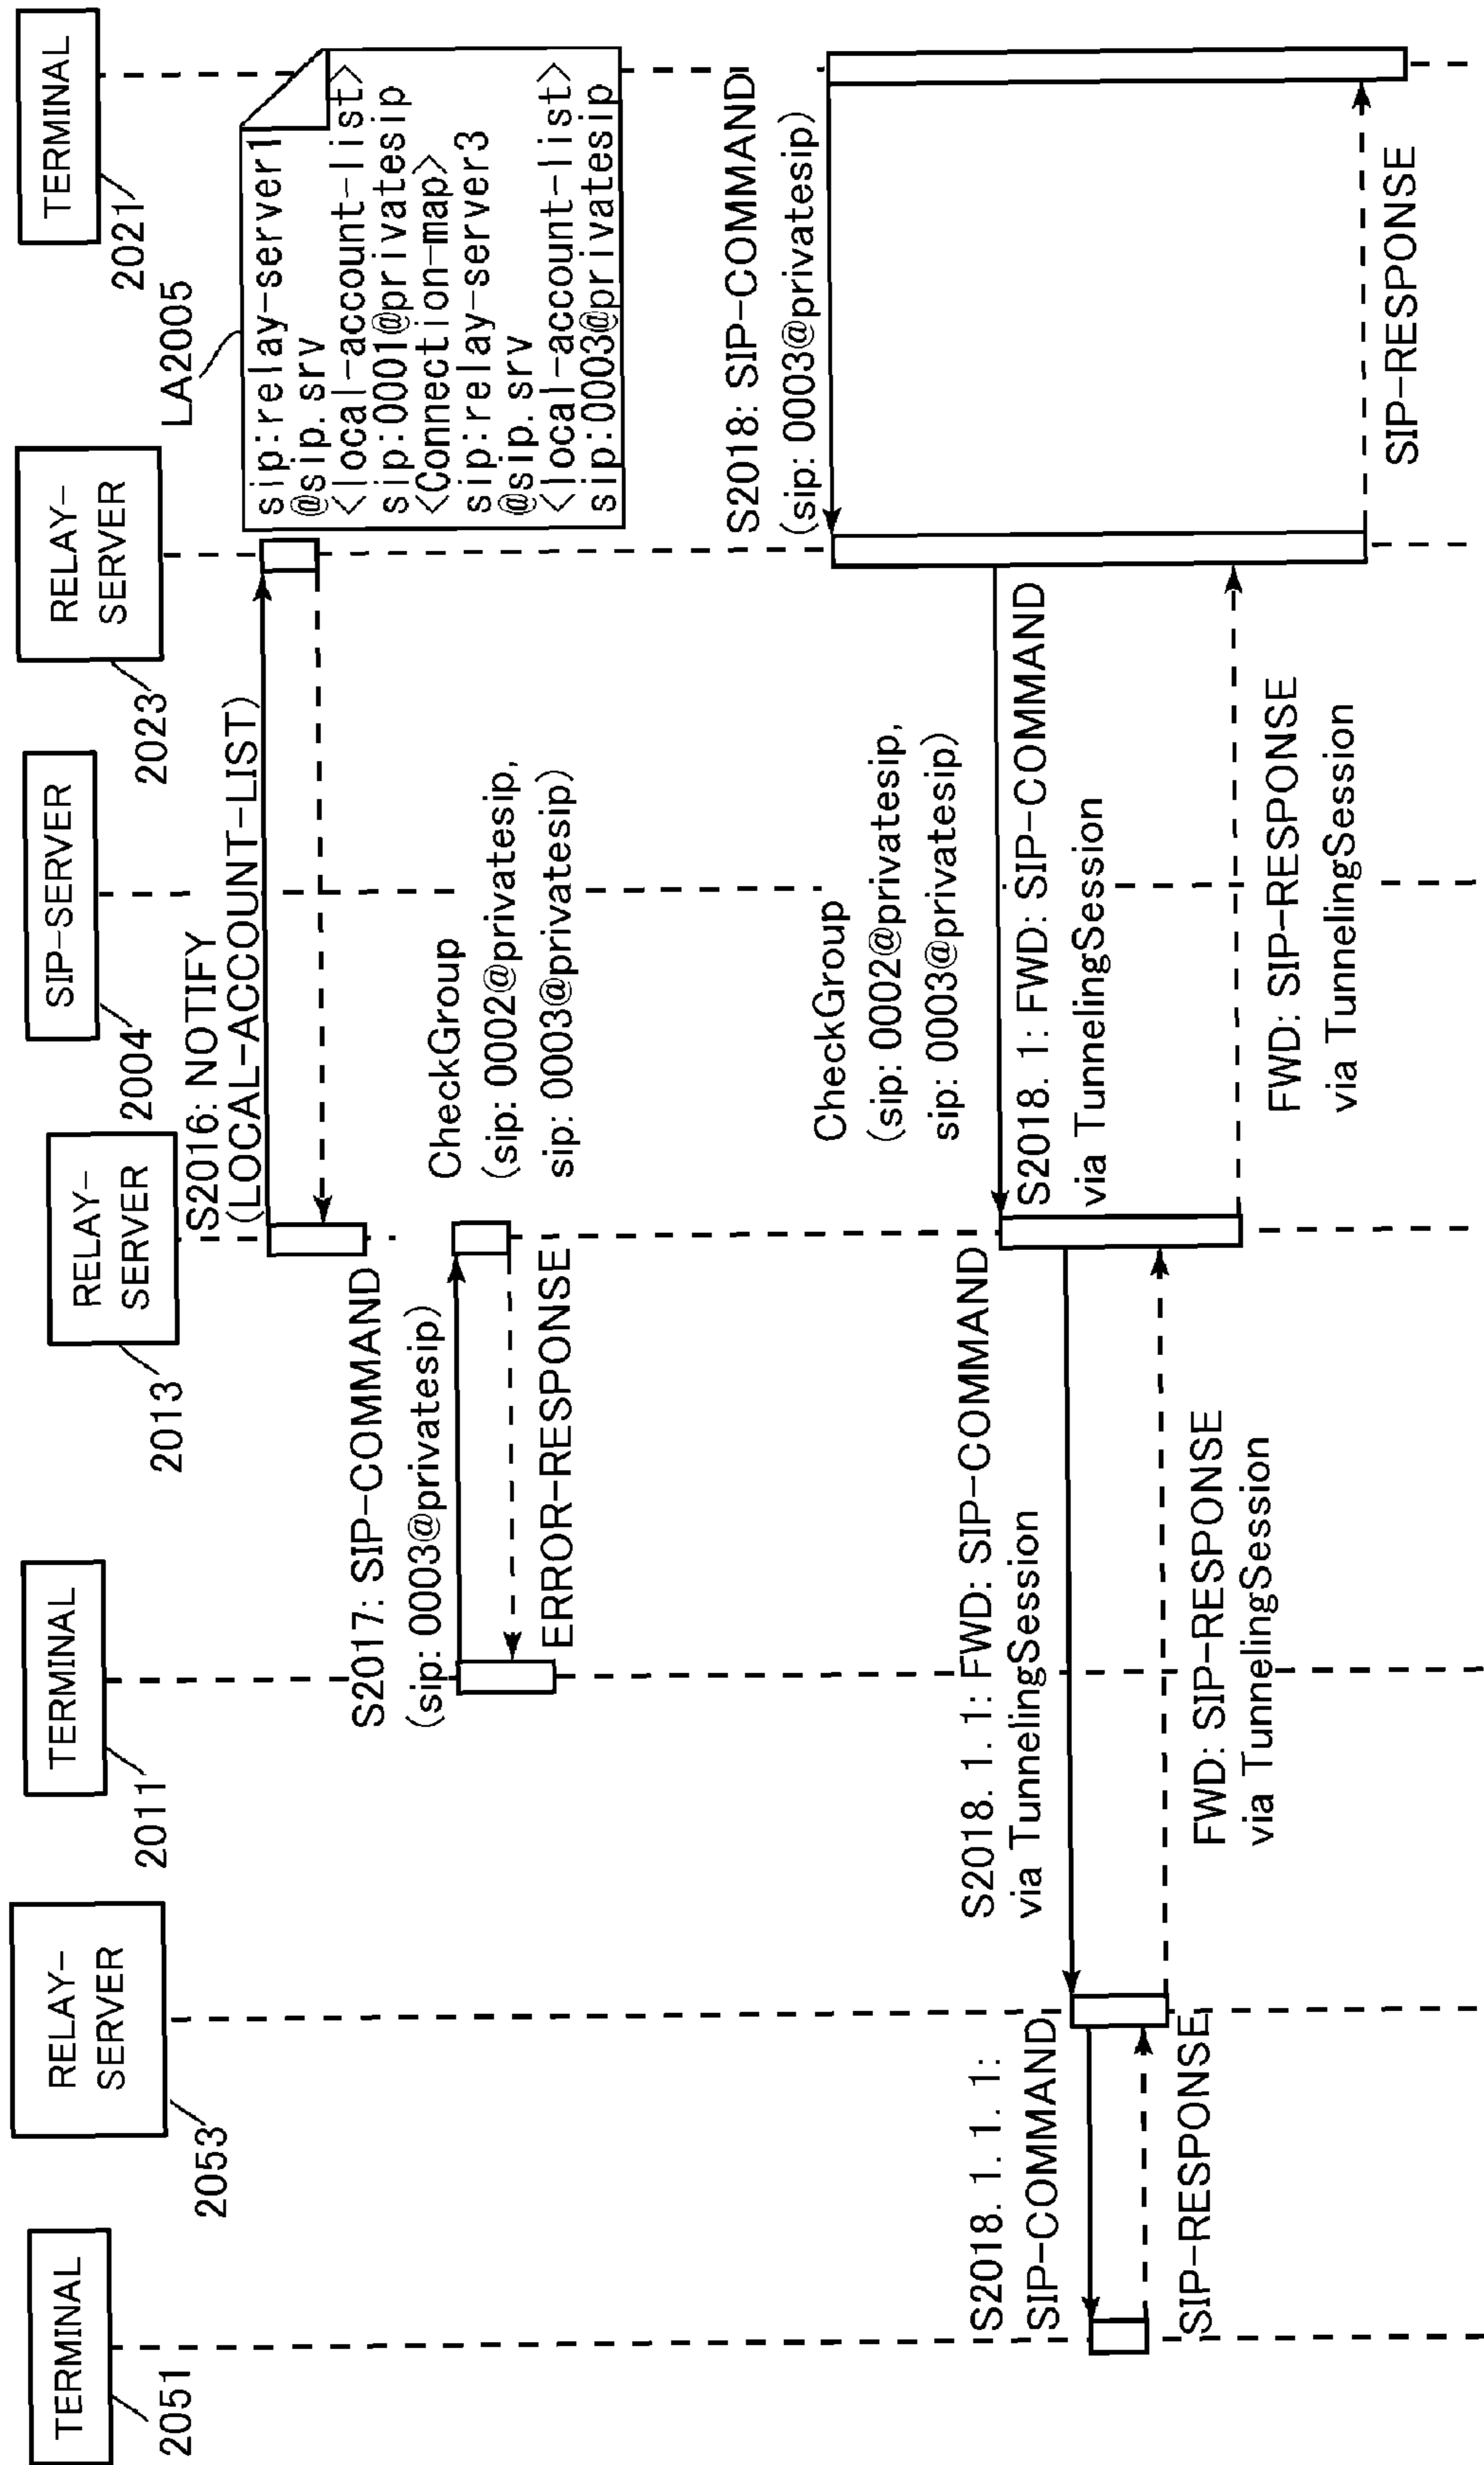 TERMINAL
2051
RELAY-
SERVER
2053
TERMINAL
2011
RELAY-
SERVER
2013
SIP-SERVER
2004
RELAY-
SERVER
2023
TERMINAL
2021
S2016: NOTIFY
(LOCAL-ACCOUNT-LIST)
LA2005
sip:relay-server1
@sip.srv
<local-account-list>
sip:0001@privatesip
<Connection-map>
sip:relay-server3
@sip.srv
<local-account-list>
sip:0003@privatesip
S2017: SIP-COMMAND
(sip: 0003@privatesip)
ERROR-RESPONSE
CheckGroup
(sip: 0002@privatesip,
sip: 0003@privatesip)
S2018: SIP-COMMAND
(sip: 0003@privatesip)
CheckGroup
(sip: 0002@privatesip,
sip: 0003@privatesip)
S2018. 1: FWD: SIP-COMMAND
via TunnelingSession
S2018. 1. 1: FWD: SIP-COMMAND
via TunnelingSession
S2018. 1. 1. 1:
SIP-COMMAND
SIP-RESPONSE
FWD: SIP-RESPONSE
via TunnelingSession
FWD: SIP-RESPONSE
via TunnelingSession
SIP-RESPONSE